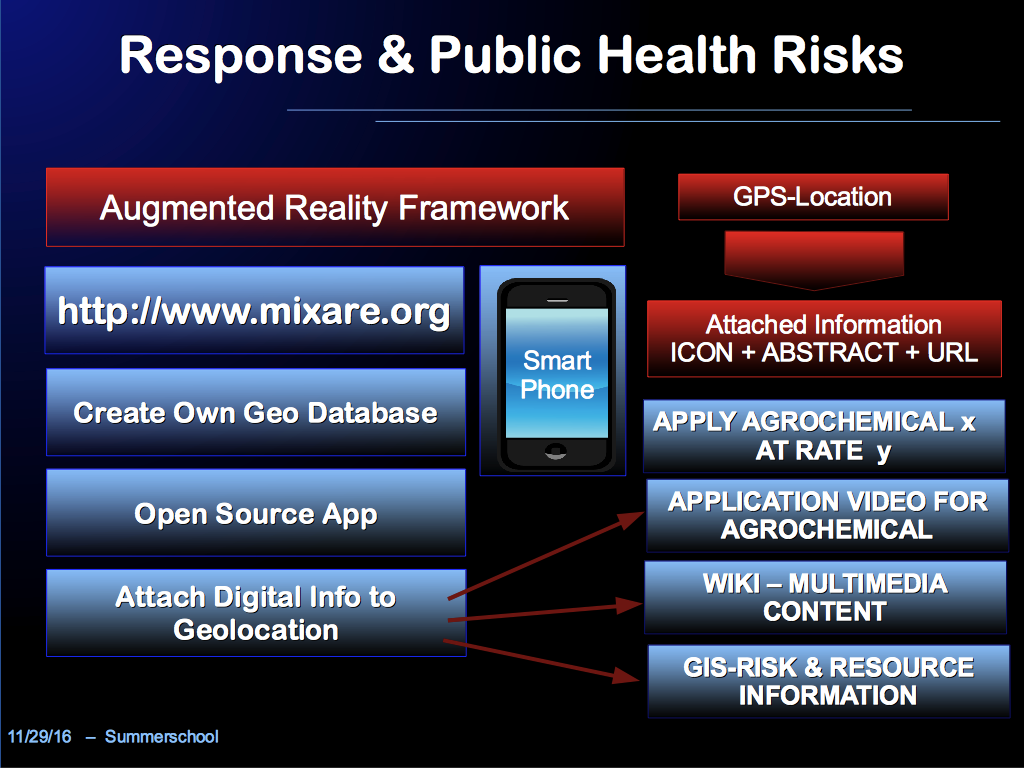 Response & Public Health Risks
Augmented Reality Framework
http://www.mixare.org
Create Own Geo Database
Open Source App
Attach Digital Info to
Geolocation
Smart
Phone
GPS-Location
Attached Information
ICON + ABSTRACT + URL
APPLY AGROCHEMICAL x
AT RATE y
APPLICATION VIDEO FOR
AGROCHEMICAL
WIKI – MULTIMEDIA
CONTENT
GIS-RISK & RESOURCE
INFORMATION
11/29/16 – Summerschool